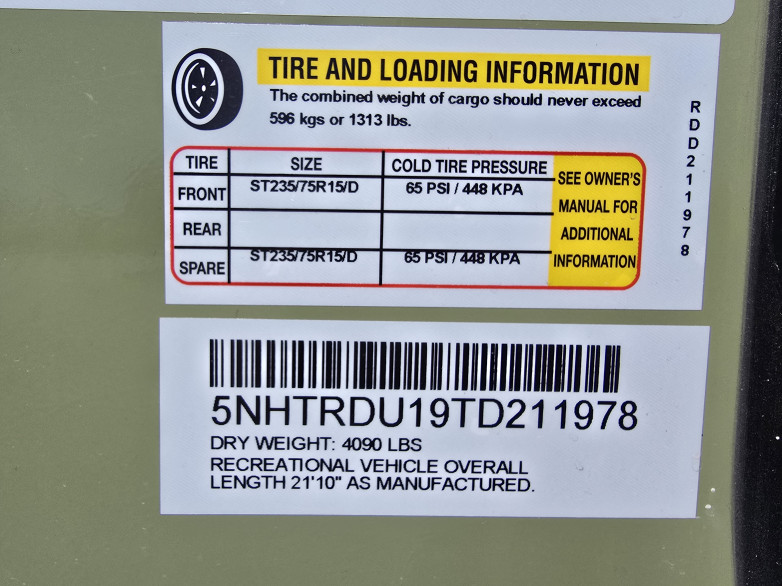 TIRE AND LOADING INFORMATION
The combined weight of cargo should never exceed
596 kgs or 1313 lbs.
TIRE SIZE COLD TIRE PRESSURE
FRONT ST235/75R15/D 65 PSI / 448 KPA
REAR
SPARE ST235/75R15/D 65 PSI / 448 KPA
SEE OWNER'S
MANUAL FOR
ADDITIONAL
INFORMATION
RDD211978
5NHTRDU19TD211978
DRY WEIGHT: 4090 LBS
RECREATIONAL VEHICLE OVERALL
LENGTH 21'10" AS MANUFACTURED.